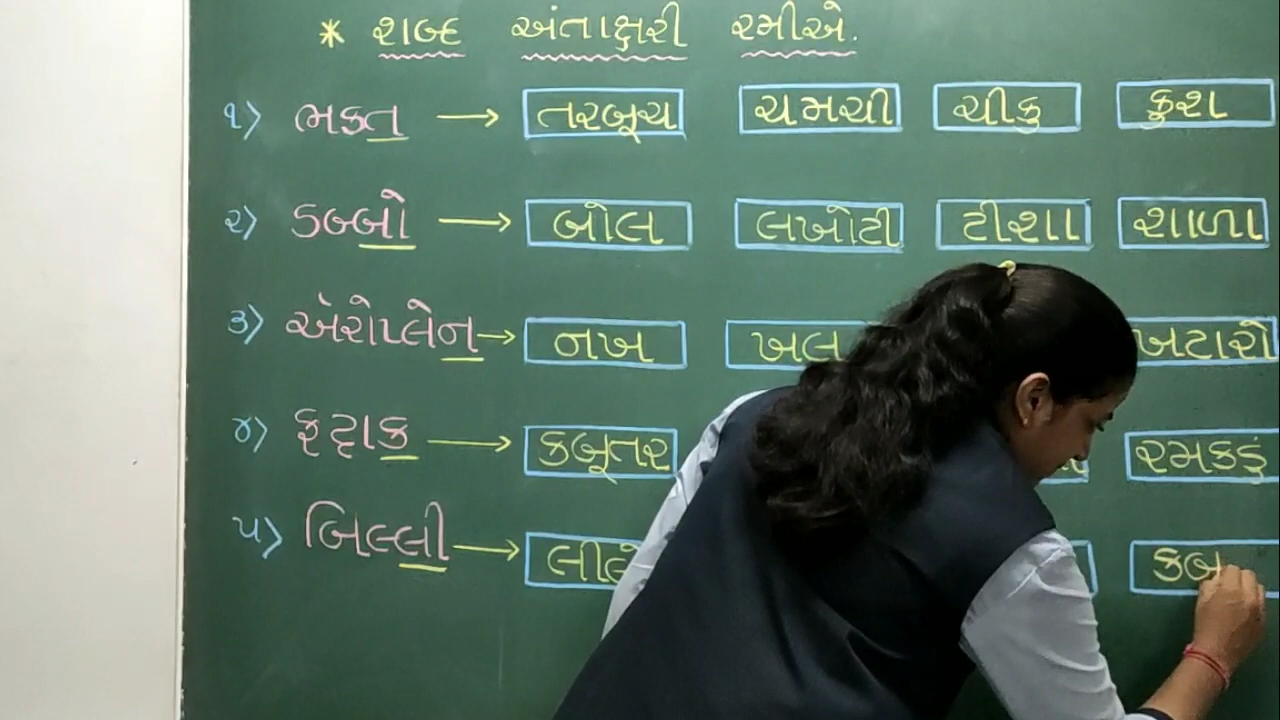 * શબ્દ અંતાક્ષરી રમીએ.
૧) ભક્ત → તરબૂચ ચમચી ચીકુ કુશ
૨) ડબ્બો → બોલ લખોટી ટીશા શાળા
૩) એરોપ્લેન → નખ ખલ ખટારો
૪) ફટાક → કબૂતર રમકડું
૫) બિલ્લી → લીલ કબ